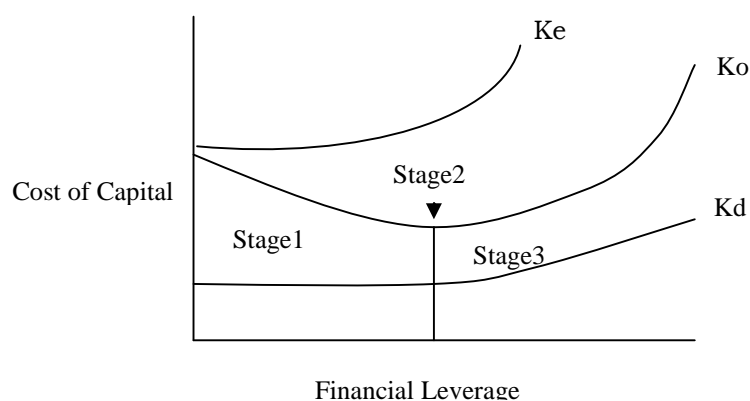 Ke
Ko
Stage2
Cost of Capital
Kd
Stage1
Stage3
Financial Leverage